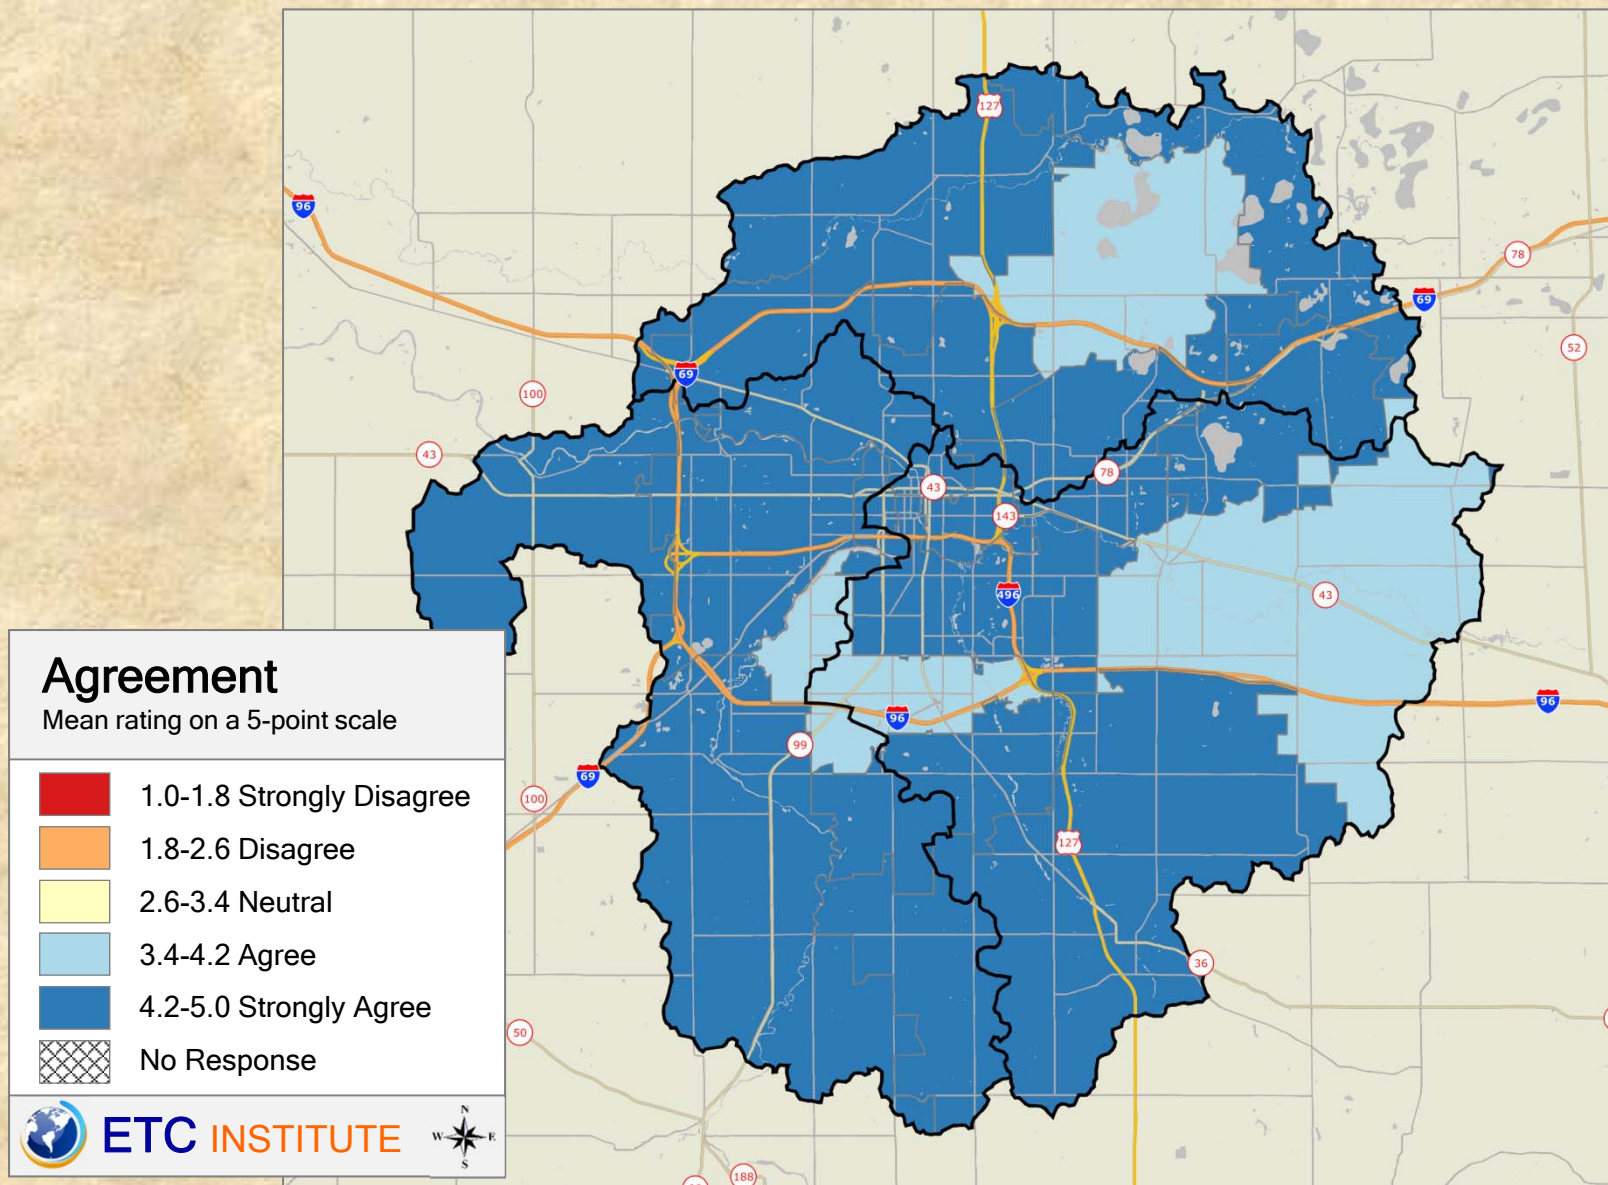 127
96
78
69
52
69
100
43
78
43
143
496
43
96
96
99
69
100
127
36
50
188
Agreement
Mean rating on a 5-point scale
1.0-1.8 Strongly Disagree
1.8-2.6 Disagree
2.6-3.4 Neutral
3.4-4.2 Agree
4.2-5.0 Strongly Agree
No Response
ETC INSTITUTE
N
W E
S